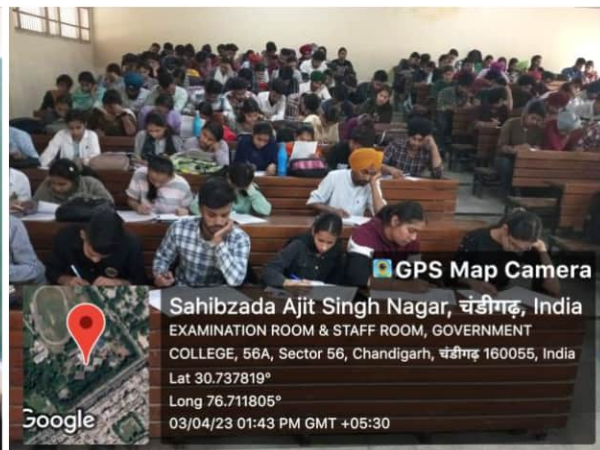 GPS Map Camera
Sahibzada Ajit Singh Nagar, चंडीगढ़, India
EXAMINATION ROOM & STAFF ROOM, GOVERNMENT
COLLEGE, 56A, Sector 56, Chandigarh, चंडीगढ़ 160055, India
Lat 30.737819°
Long 76.711805°
03/04/23 01:43 PM GMT +05:30
Google